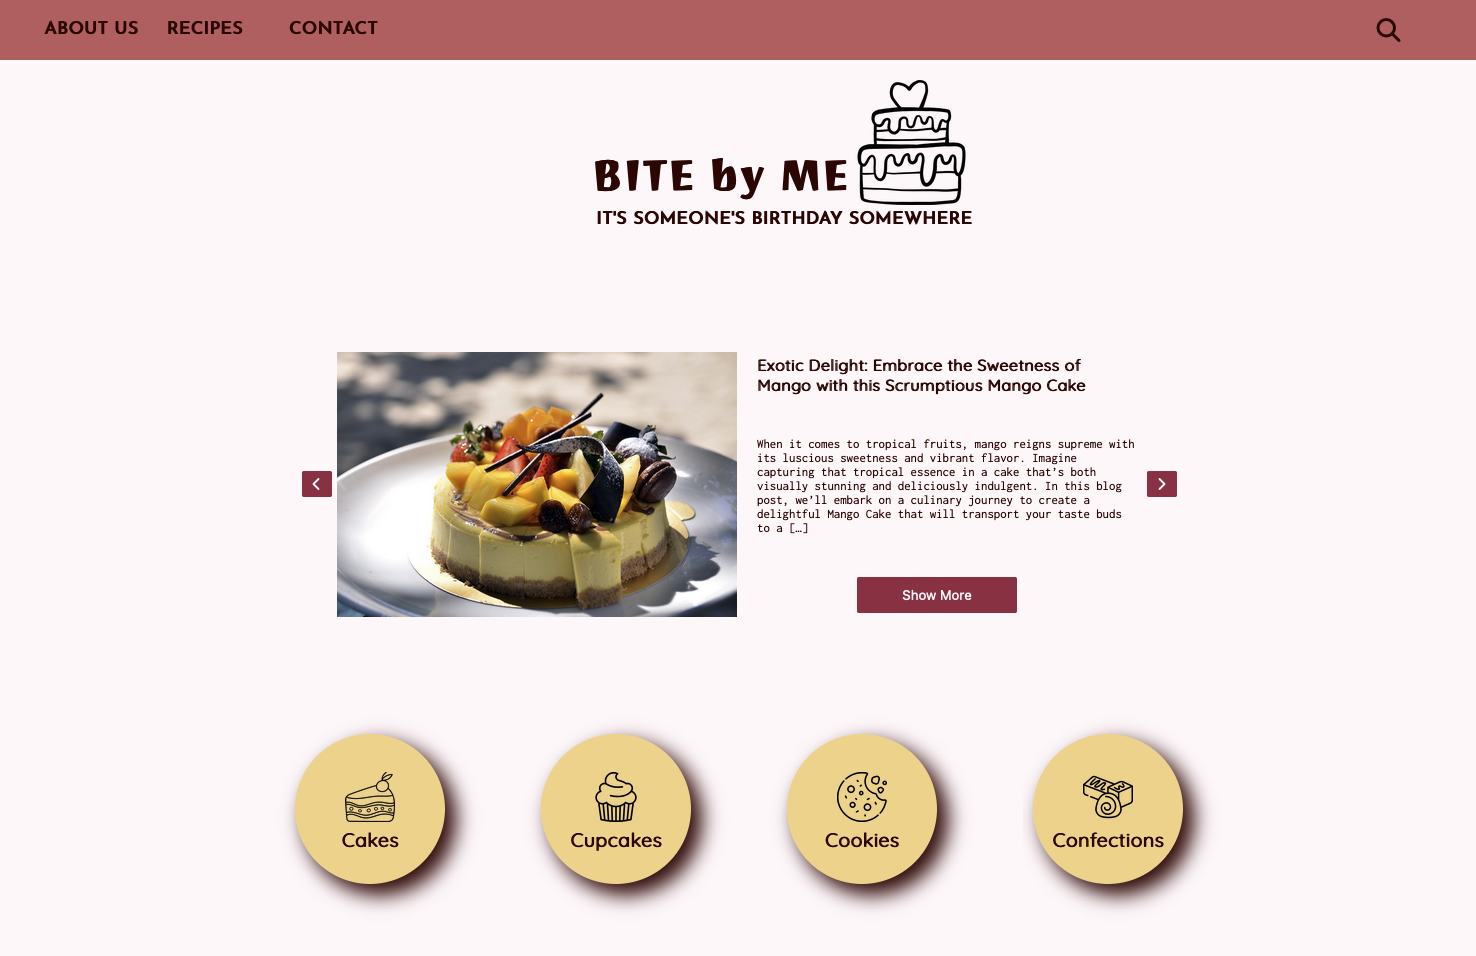 ABOUT US
RECIPES
CONTACT
BITE by ME
IT'S SOMEONE'S BIRTHDAY SOMEWHERE
Exotic Delight: Embrace the Sweetness of
Mango with this Scrumptious Mango Cake
When it comes to tropical fruits, mango reigns supreme with
its luscious sweetness and vibrant flavor. Imagine
capturing that tropical essence in a cake that’s both
visually stunning and deliciously indulgent. In this blog
post, we’ll embark on a culinary journey to create a
delightful Mango Cake that will transport your taste buds
to a […]
Show More
Cakes
Cupcakes
Cookies
Confections